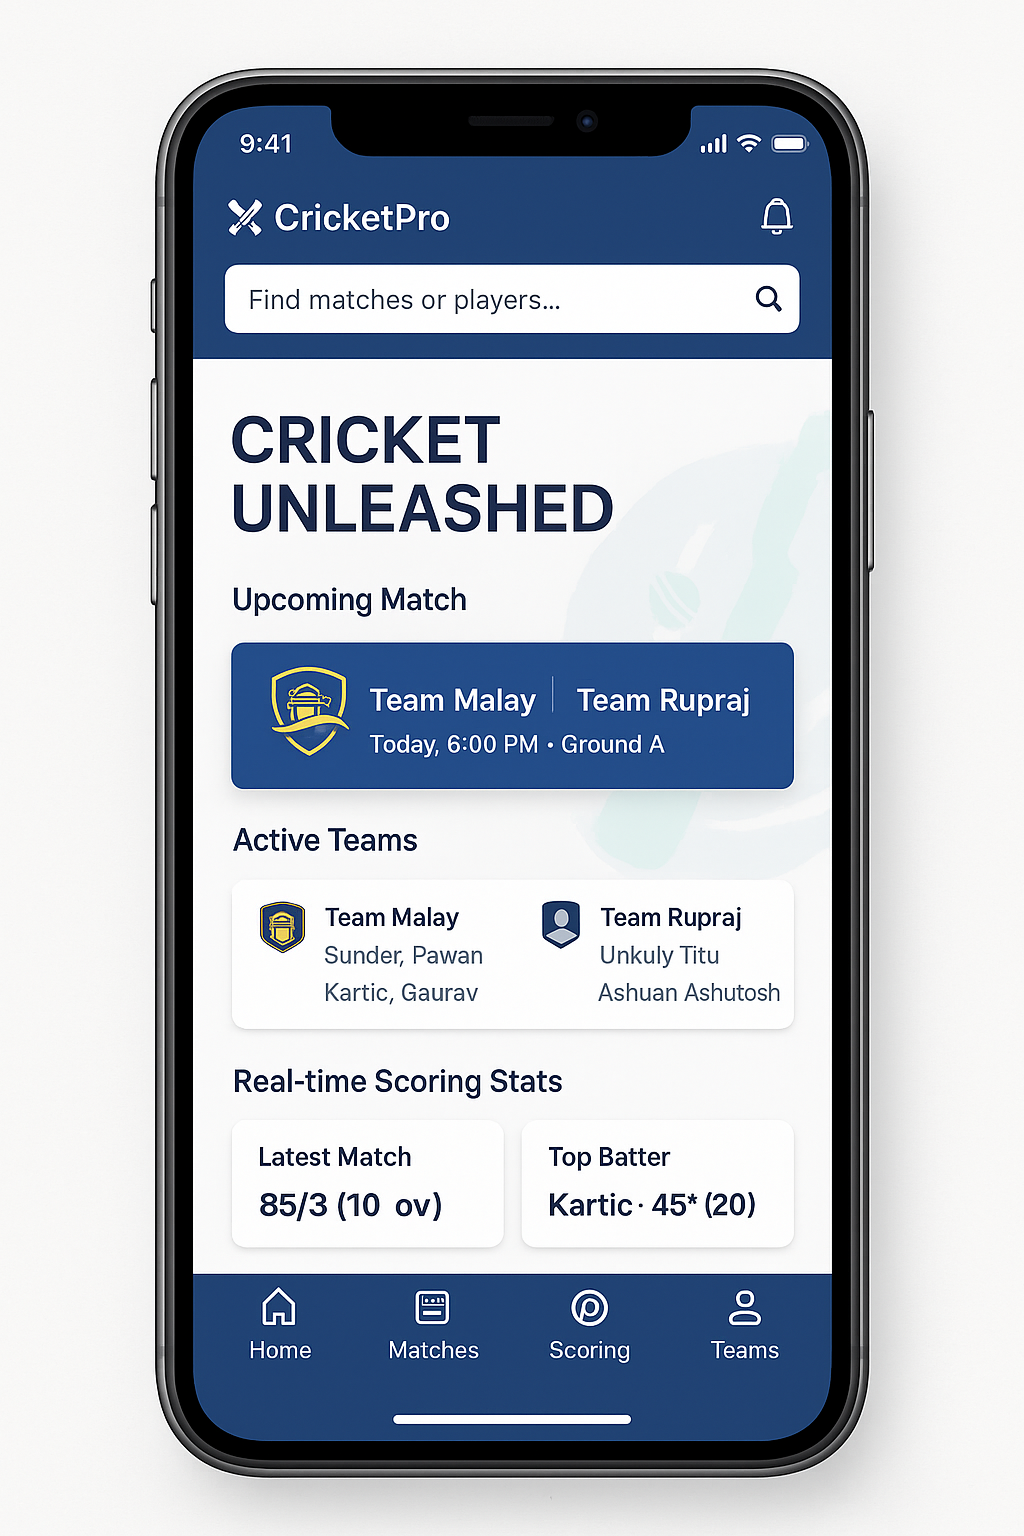 9:41
CricketPro
Find matches or players...
CRICKET
UNLEASHED
Upcoming Match
Team Malay | Team Rupraj
Today, 6:00 PM • Ground A
Active Teams
Team Malay
Sunder, Pawan
Kartic, Gaurav
Team Rupraj
Unkuly Titu
Ashuan Ashutosh
Real-time Scoring Stats
Latest Match
85/3 (10 ov)
Top Batter
Kartic · 45* (20)
Home
Matches
Scoring
Teams